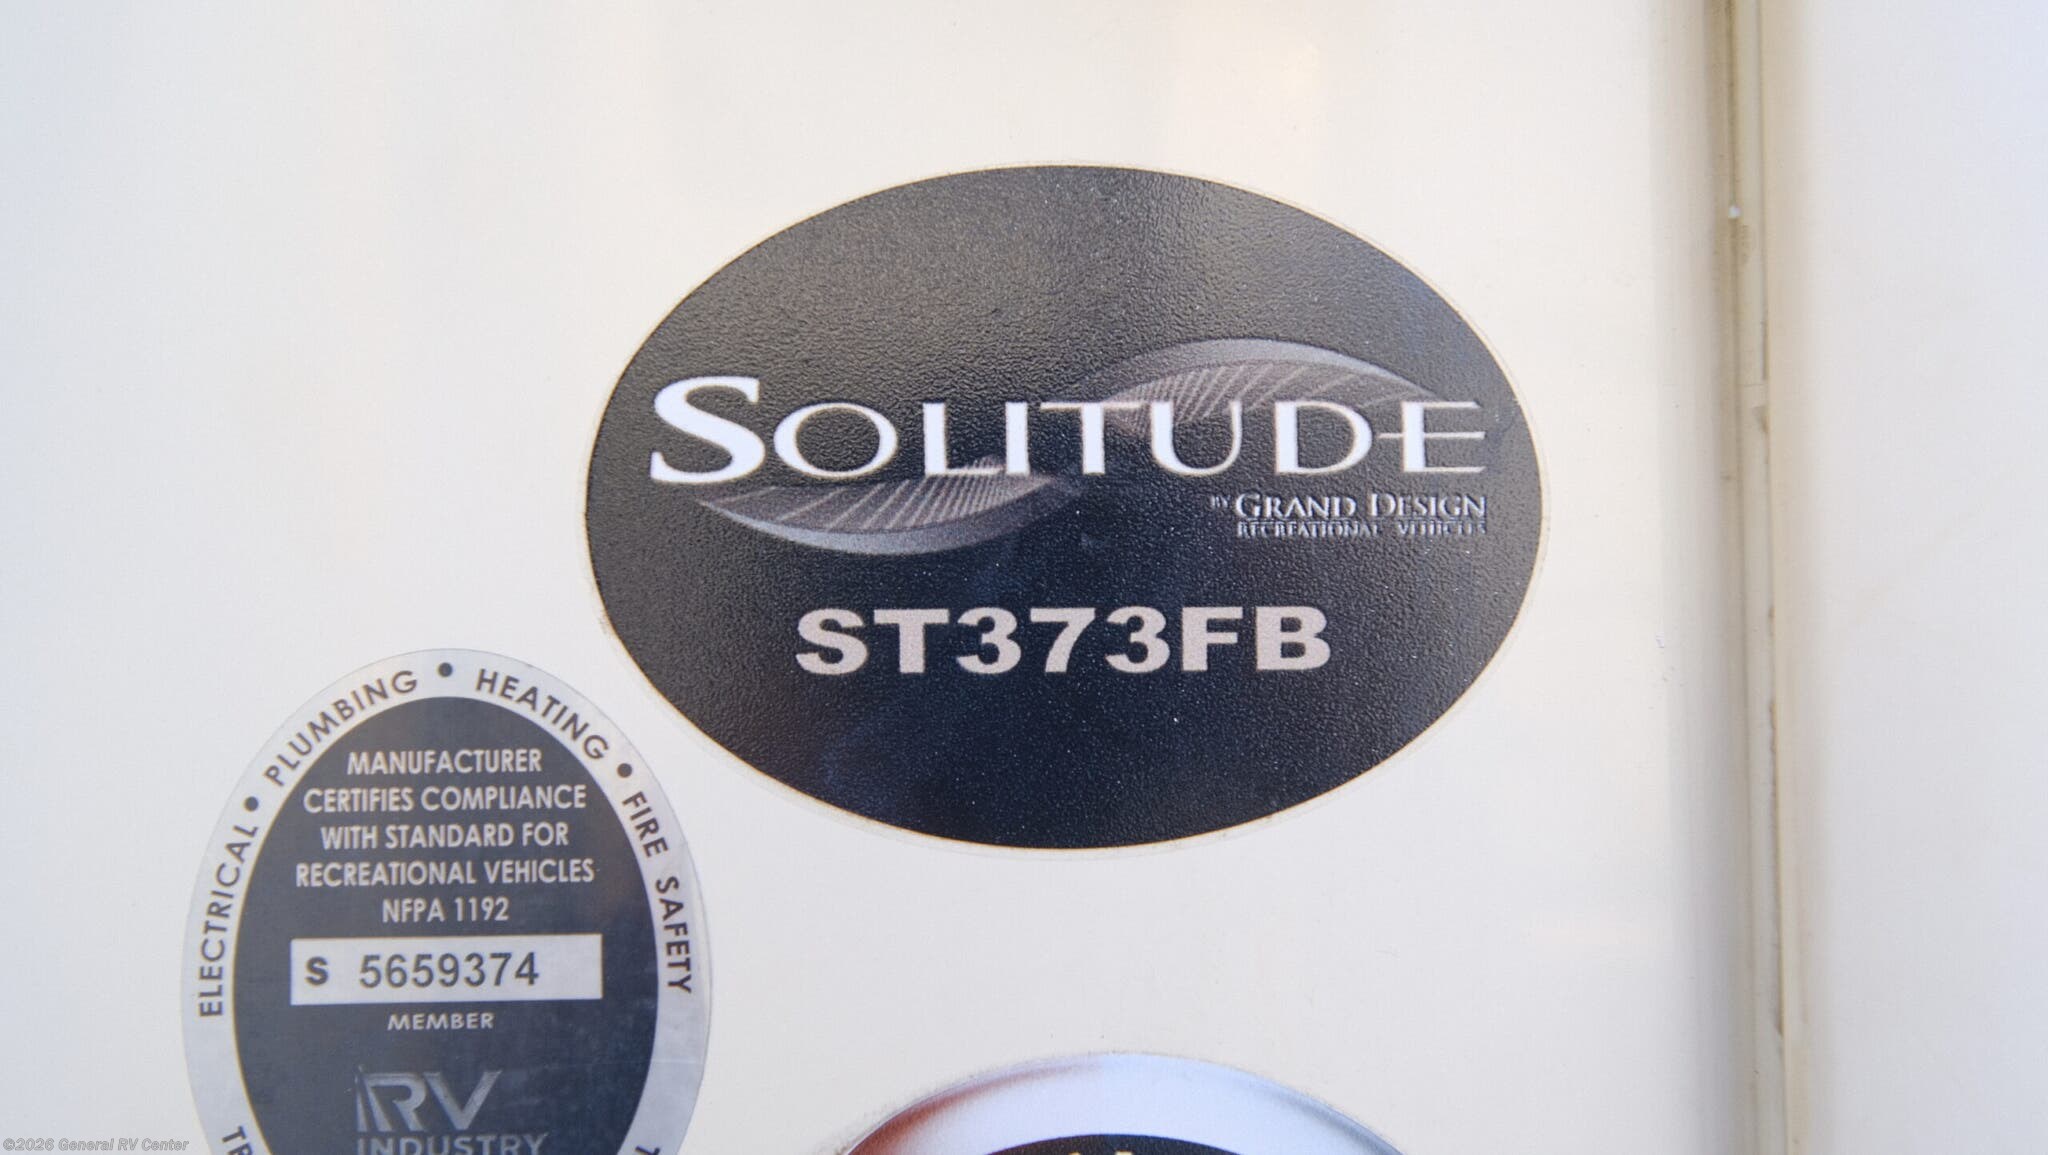 SOLITUDE
BY GRAND DESIGN
RECREATIONAL VEHICLES
ST373FB
ELECTRICAL • PLUMBING • HEATING • FIRE SAFETY
MANUFACTURER
CERTIFIES COMPLIANCE
WITH STANDARD FOR
RECREATIONAL VEHICLES
NFPA 1192
S 5659374
MEMBER
RV
INDUSTRY
©2026 General RV Center